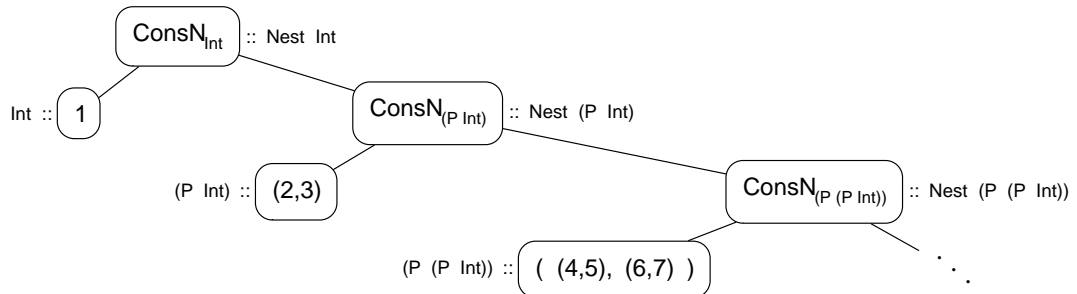 ConsN_Int :: Nest Int
Int :: 1
ConsN_(P Int) :: Nest (P Int)
(P Int) :: (2,3)
ConsN_(P (P Int)) :: Nest (P (P Int))
(P (P Int)) :: ( (4,5), (6,7) )